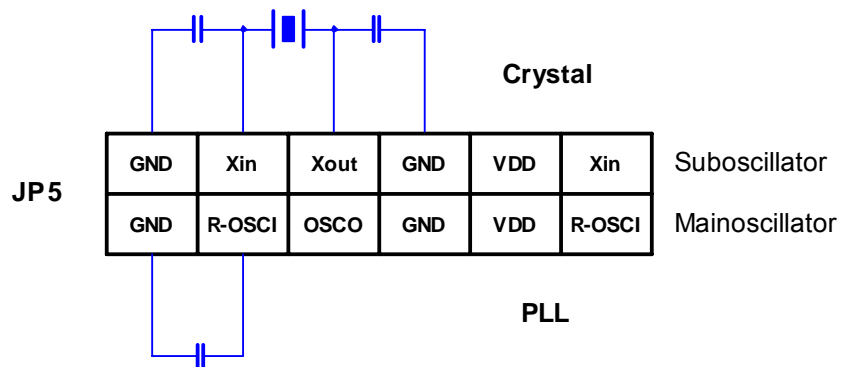 Crystal
GND Xin Xout GND VDD Xin Suboscillator
JP5
GND R-OSCI OSCO GND VDD R-OSCI Mainoscillator
PLL